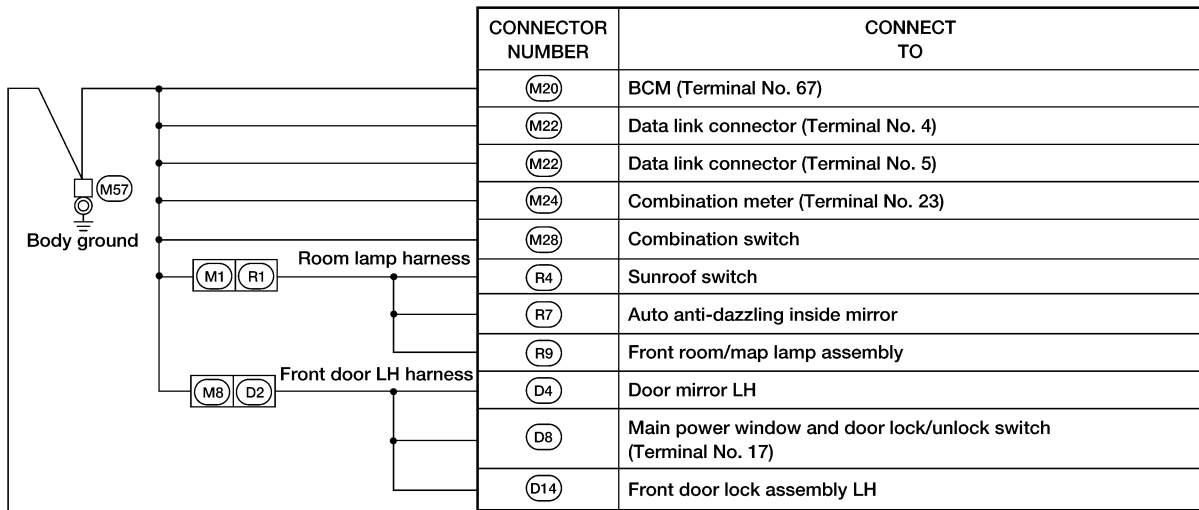 CONNECTOR NUMBER CONNECT TO
M20 BCM (Terminal No. 67)
M22 Data link connector (Terminal No. 4)
M22 Data link connector (Terminal No. 5)
M57
M24 Combination meter (Terminal No. 23)
Body ground
M28 Combination switch
Room lamp harness
M1 R1
R4 Sunroof switch
R7 Auto anti-dazzling inside mirror
R9 Front room/map lamp assembly
Front door LH harness
M8 D2
D4 Door mirror LH
D8 Main power window and door lock/unlock switch
(Terminal No. 17)
D14 Front door lock assembly LH